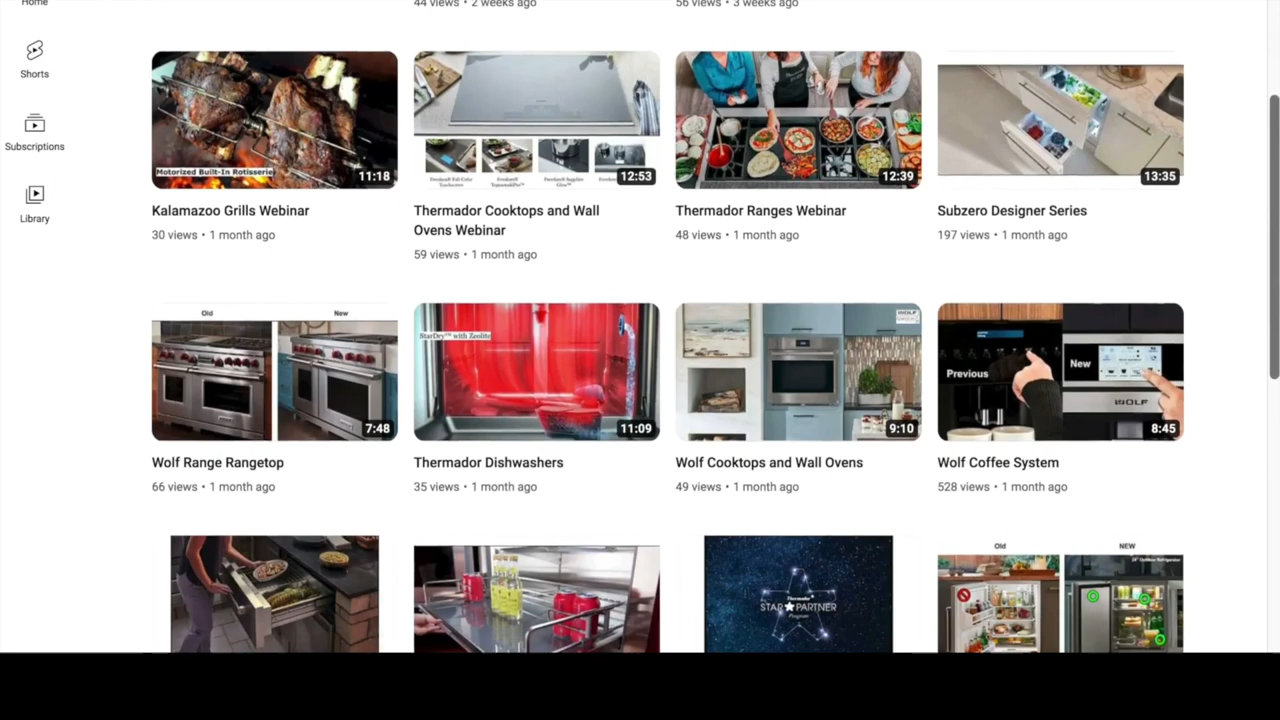 Home
44 views • 2 weeks ago
56 views • 3 weeks ago
Shorts
Subscriptions
Library
Motorized Built-In Rotisserie
11:18
12:53
12:39
13:35
Kalamazoo Grills Webinar
30 views • 1 month ago
Thermador Cooktops and Wall
Ovens Webinar
59 views • 1 month ago
Thermador Ranges Webinar
48 views • 1 month ago
Subzero Designer Series
197 views • 1 month ago
Old
New
7:48
StarDry™ with Zeolite
11:09
WOLF
9:10
Previous
New
WOLF
8:45
Wolf Range Rangetop
66 views • 1 month ago
Thermador Dishwashers
35 views • 1 month ago
Wolf Cooktops and Wall Ovens
49 views • 1 month ago
Wolf Coffee System
528 views • 1 month ago
Thermador
STAR PARTNER
Program
Old
NEW